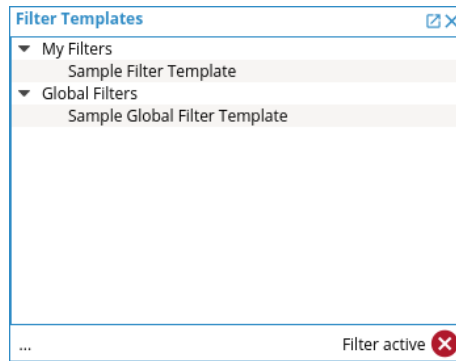 Filter Templates
My Filters
Sample Filter Template
Global Filters
Sample Global Filter Template
... Filter active